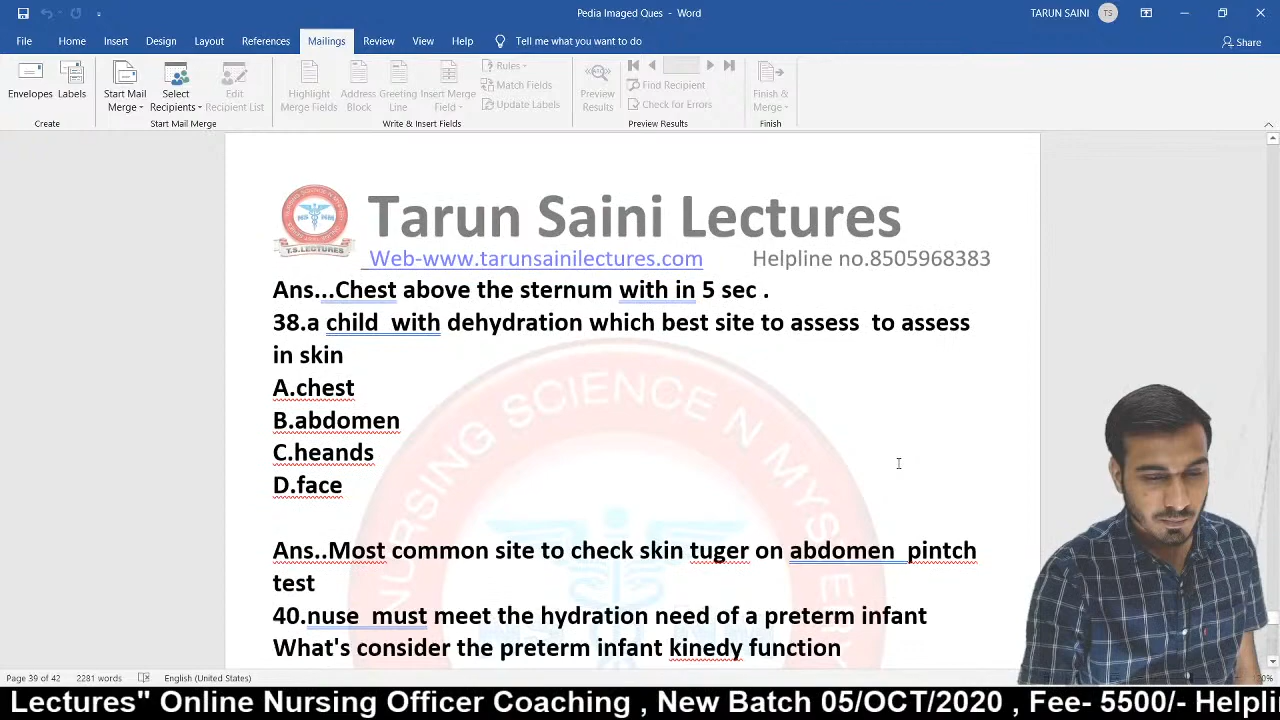 Pedia Imaged Ques - Word
TARUN SAINI TS
File Home Insert Design Layout References Mailings Review View Help Tell me what you want to do Share
Envelopes Labels Start Mail Merge Select Recipients Edit Recipient List Highlight Merge Fields Address Block Greeting Line Insert Merge Field Rules Match Fields Update Labels Preview Results Find Recipient Check for Errors Finish & Merge
Create Start Mail Merge Write & Insert Fields Preview Results Finish
T.S.LECTURES
Tarun Saini Lectures
Web-www.tarunsainilectures.com Helpline no.8505968383
Ans...Chest above the sternum with in 5 sec .
38.a child with dehydration which best site to assess to assess
in skin
A.chest
B.abdomen
C.heands
D.face
Ans..Most common site to check skin tuger on abdomen pintch
test
40.nuse must meet the hydration need of a preterm infant
What's consider the preterm infant kinedy function
NURSING SCIENCE N MYS
Page 39 of 42 2281 words English (United States)
Lectures" Online Nursing Officer Coaching , New Batch 05/OCT/2020 , Fee- 5500/- Helpli